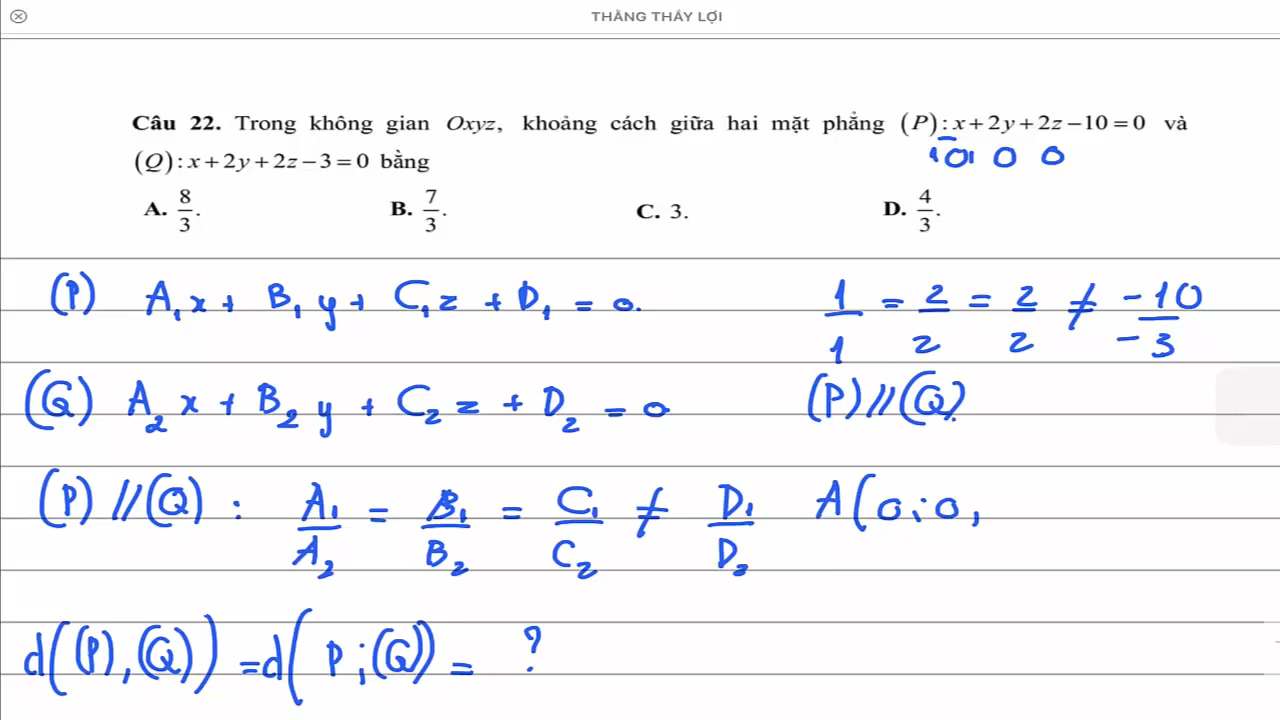 THẰNG THẦY LỢI
Câu 22. Trong không gian Oxyz, khoảng cách giữa hai mặt phẳng (P): x+2y+2z−10=0 và
10 0 0
(Q): x+2y+2z−3=0 bằng
A. 8/3. B. 7/3. C. 3. D. 4/3.
(P) A₁x + B₁y + C₁z + D₁ = 0. 1/1 = 2/2 = 2/2 ≠ -10/-3
(Q) A₂x + B₂y + C₂z + D₂ = 0 (P)//(Q)
(P)//(Q): A₁/A₂ = B₁/B₂ = C₁/C₂ ≠ D₁/D₂ A(0;0,
d((P),(Q)) = d(P;(Q)) = ?